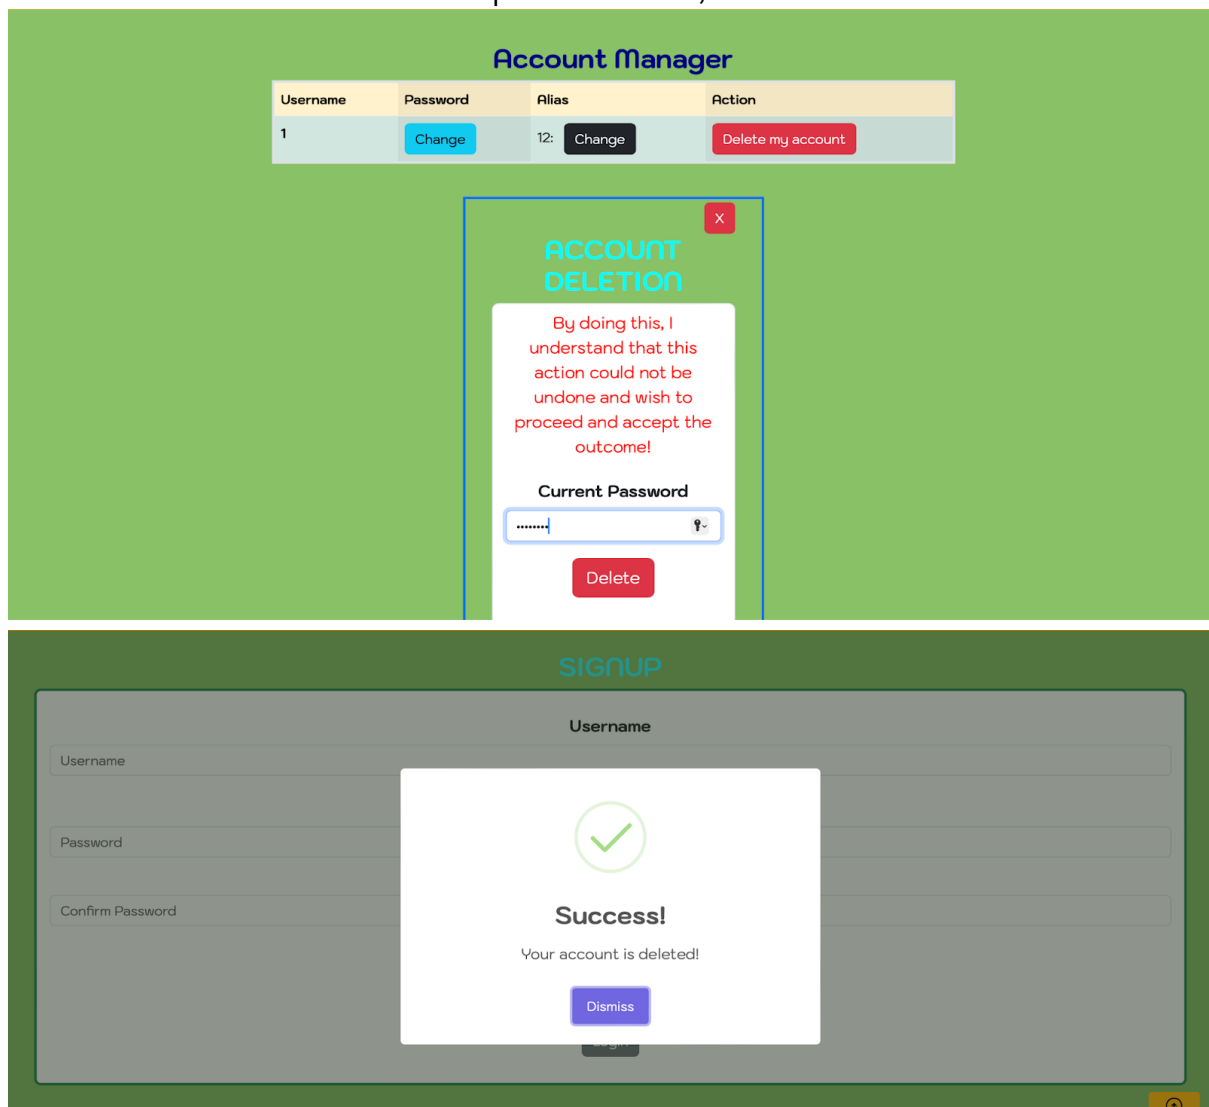 Account Manager
Username Password Alias Action
1 Change 12: Change Delete my account
X
ACCOUNT
DELETION
By doing this, I
understand that this
action could not be
undone and wish to
proceed and accept the
outcome!
Current Password
Delete
SIGNUP
Username
Username
Password
Confirm Password
Success!
Your account is deleted!
Dismiss